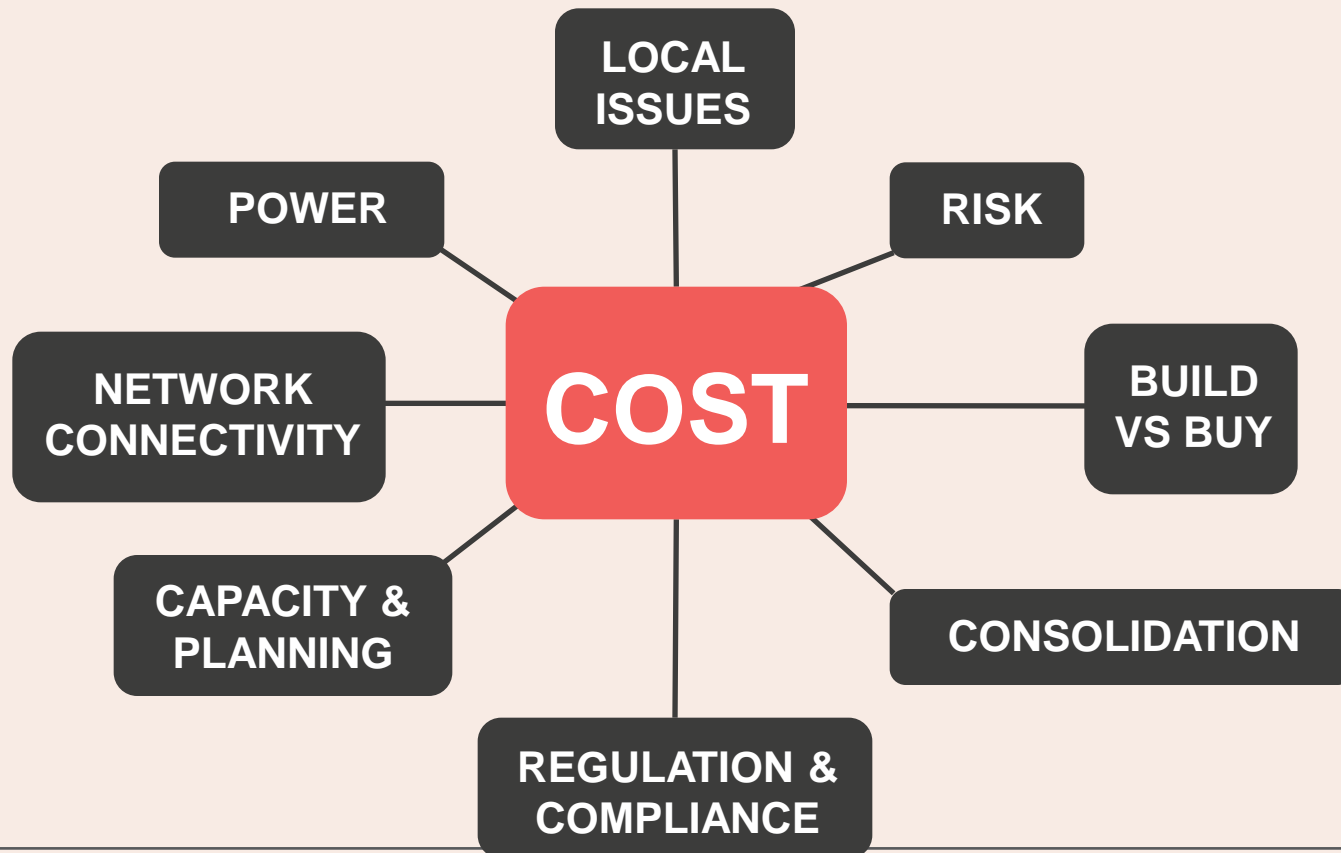 LOCAL
ISSUES
POWER
RISK
COST
NETWORK
CONNECTIVITY
BUILD
VS BUY
CAPACITY &
PLANNING
CONSOLIDATION
REGULATION &
COMPLIANCE